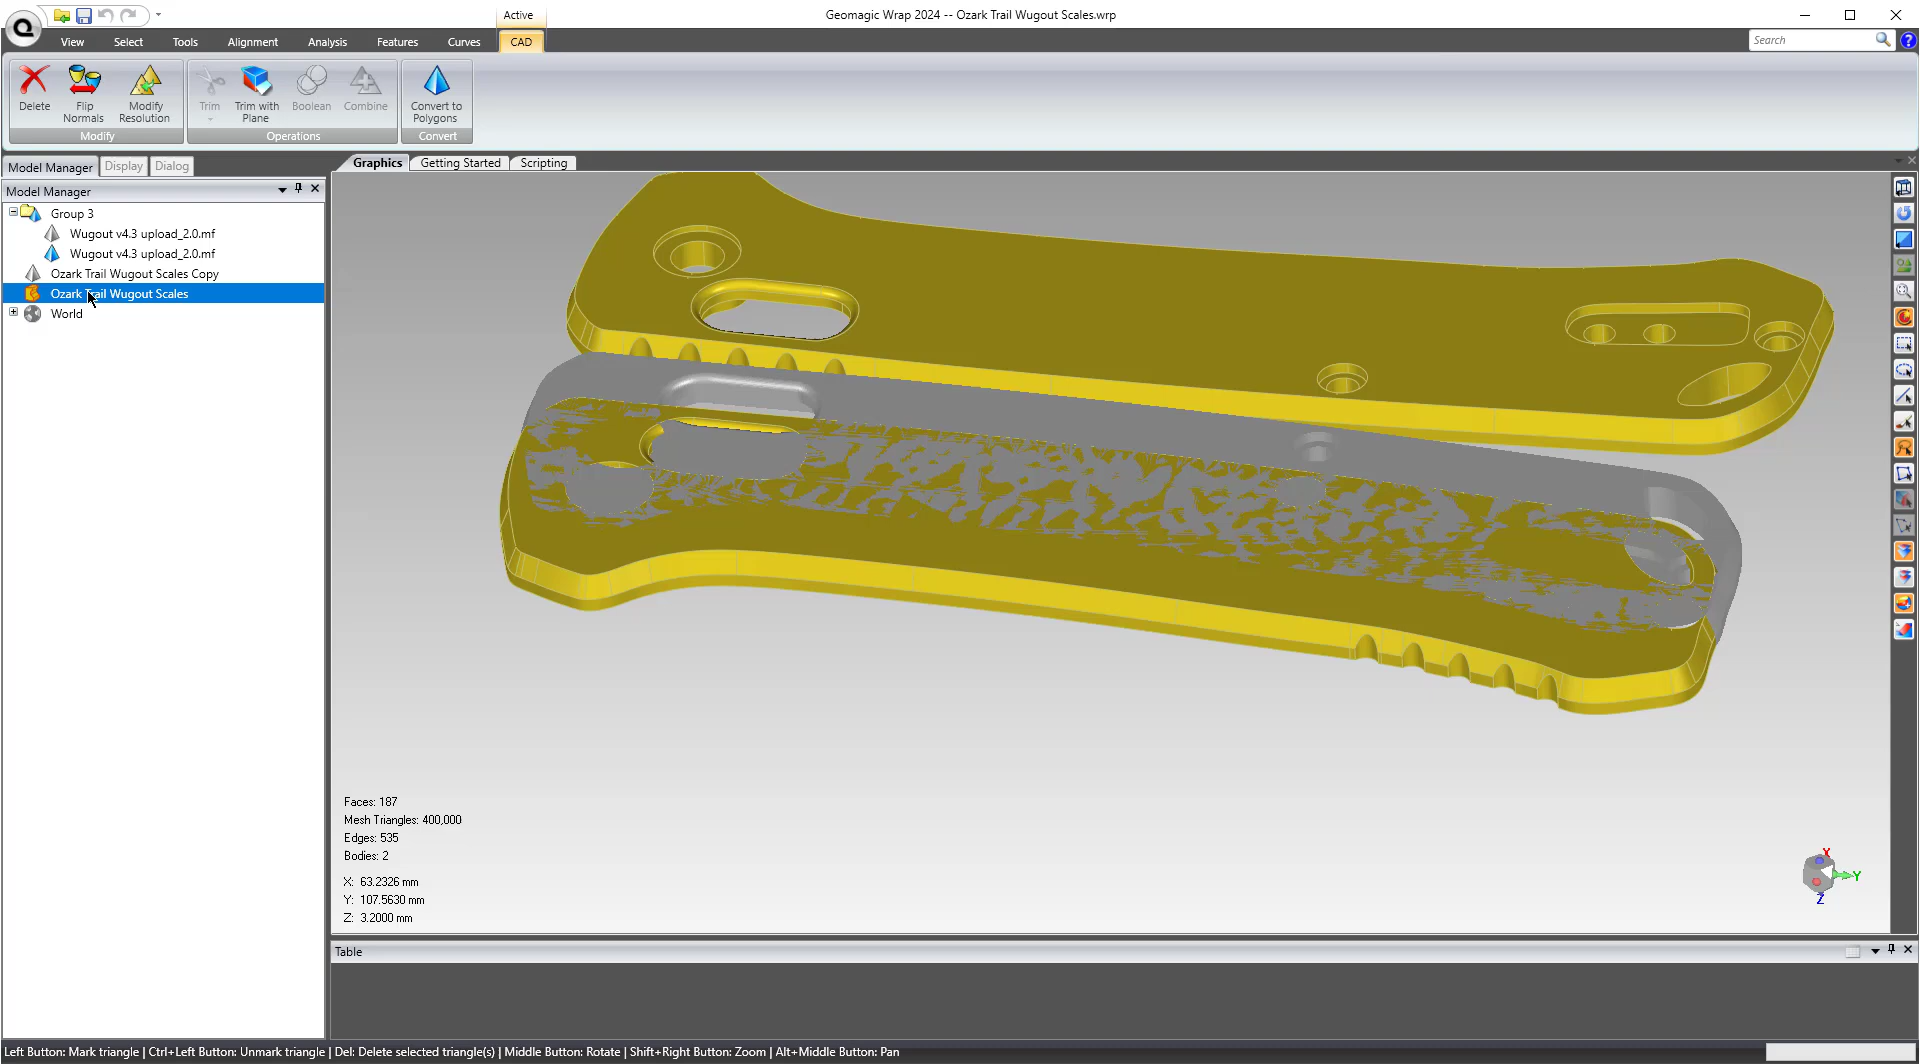 Active
Geomagic Wrap 2024 -- Ozark Trail Wugout Scales.wrp
View
Select
Tools
Alignment
Analysis
Features
Curves
CAD
Search
?
Delete
Flip
Normals
Modify
Resolution
Modify
Trim
Trim with
Plane
Boolean
Combine
Operations
Convert to
Polygons
Convert
Model Manager
Display
Dialog
Graphics
Getting Started
Scripting
Model Manager
Group 3
Wugout v4.3 upload_2.0.mf
Wugout v4.3 upload_2.0.mf
Ozark Trail Wugout Scales Copy
Ozark Trail Wugout Scales
World
Faces: 187
Mesh Triangles: 400,000
Edges: 535
Bodies: 2
X: 63.2326 mm
Y: 107.5630 mm
Z: 3.2000 mm
X
Y
Z
Table
Left Button: Mark triangle | Ctrl+Left Button: Unmark triangle | Del: Delete selected triangle(s) | Middle Button: Rotate | Shift+Right Button: Zoom | Alt+Middle Button: Pan